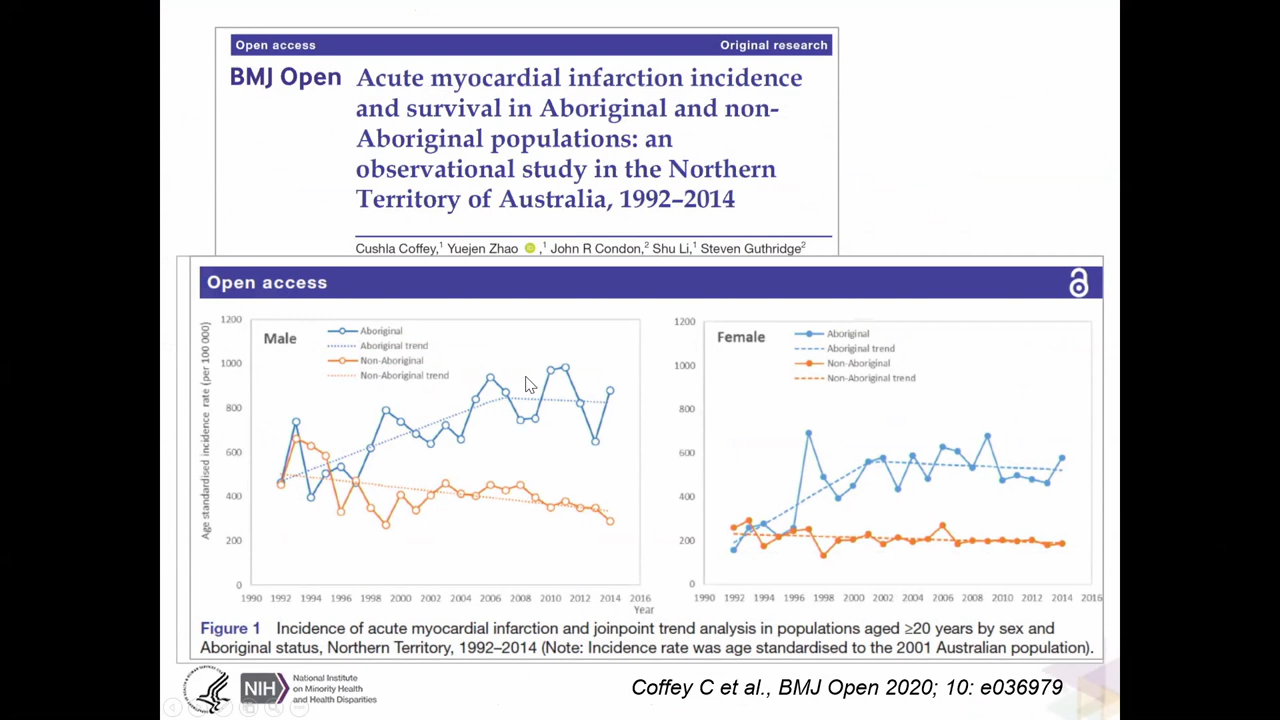 Open access Original research
BMJ Open Acute myocardial infarction incidence
and survival in Aboriginal and non-
Aboriginal populations: an
observational study in the Northern
Territory of Australia, 1992–2014
Cushla Coffey,1 Yuejen Zhao ,1 John R Condon,2 Shu Li,1 Steven Guthridge2
Open access
Age standardised incidence rate (per 100 000)
Male
Aboriginal
Aboriginal trend
Non-Aboriginal
Non-Aboriginal trend
1200
1000
800
600
400
200
0
1990 1992 1994 1996 1998 2000 2002 2004 2006 2008 2010 2012 2014 2016
Year
Female
Aboriginal
Aboriginal trend
Non-Aboriginal
Non-Aboriginal trend
1200
1000
800
600
400
200
0
1990 1992 1994 1996 1998 2000 2002 2004 2006 2008 2010 2012 2014 2016
Figure 1 Incidence of acute myocardial infarction and joinpoint trend analysis in populations aged ≥20 years by sex and
Aboriginal status, Northern Territory, 1992–2014 (Note: Incidence rate was age standardised to the 2001 Australian population).
NIH
National Institute
on Minority Health
and Health Disparities
Coffey C et al., BMJ Open 2020; 10: e036979